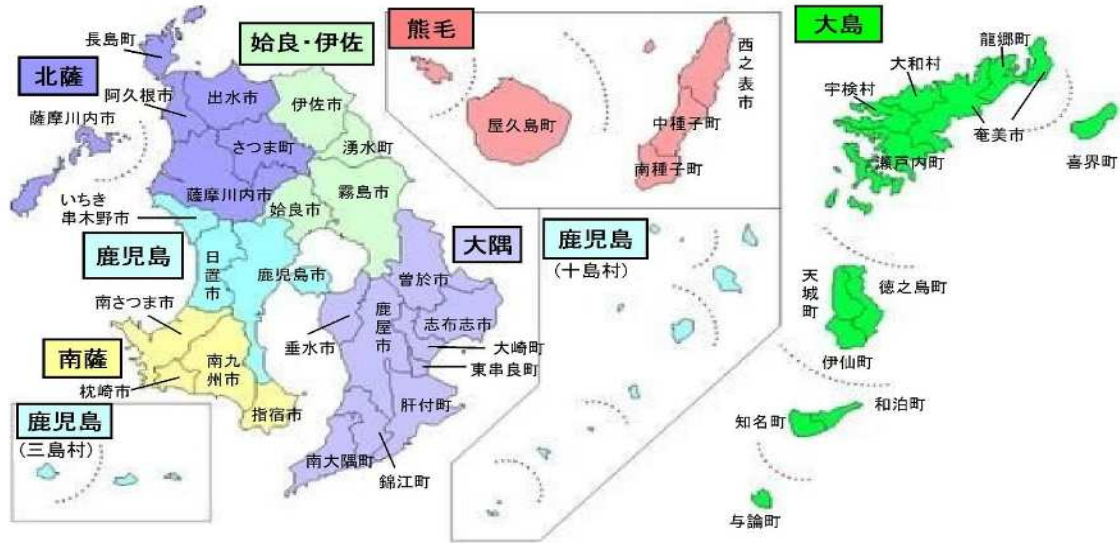 北薩
長島町
阿久根市
出水市
薩摩川内市
さつま町
薩摩川内市
姶良・伊佐
伊佐市
湧水町
霧島市
姶良市
鹿児島
いちき
串木野市
日置市
鹿児島市
南薩
南さつま市
南九
州市
枕崎市
指宿市
鹿児島
(三島村)
大隅
曽於市
志布志市
鹿屋市
垂水市
大崎町
東串良町
肝付町
南大隅町
錦江町
熊毛
西之表市
屋久島町
中種子町
南種子町
鹿児島
(十島村)
大島
龍郷町
大和村
宇検村
奄美市
瀬戸内町
喜界町
天城町
徳之島町
伊仙町
和泊町
知名町
与論町